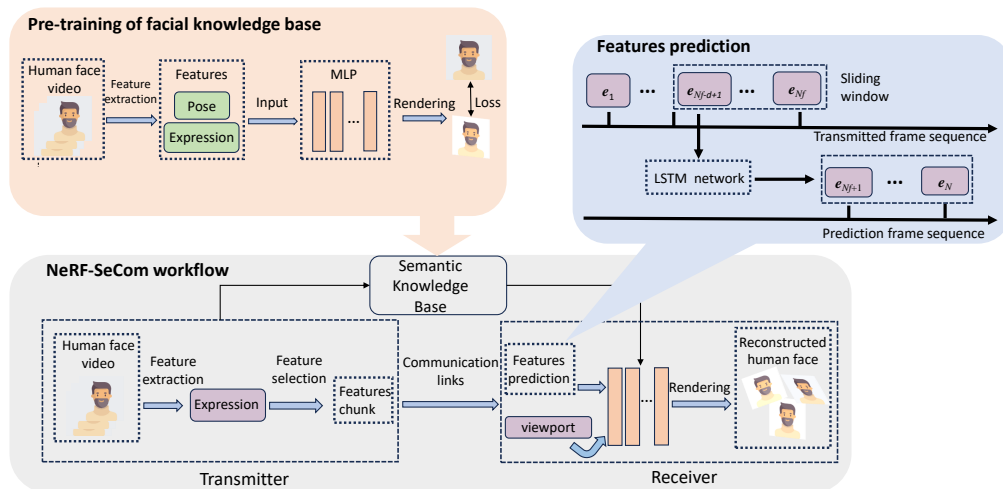 Pre-training of facial knowledge base
Human face
video
Feature
extraction
Features
Pose
Expression
Input
MLP
...
Rendering
Loss
Features prediction
e1 ... eNf-d+1 ... eNf
Sliding
window
Transmitted frame sequence
LSTM network
eNf+1 ... eN
Prediction frame sequence
NeRF-SeCom workflow
Semantic
Knowledge
Base
Human face
video
Feature
extraction
Expression
Feature
selection
Features
chunk
Transmitter
Communication
links
Features
prediction
viewport
...
Rendering
Reconstructed
human face
Receiver